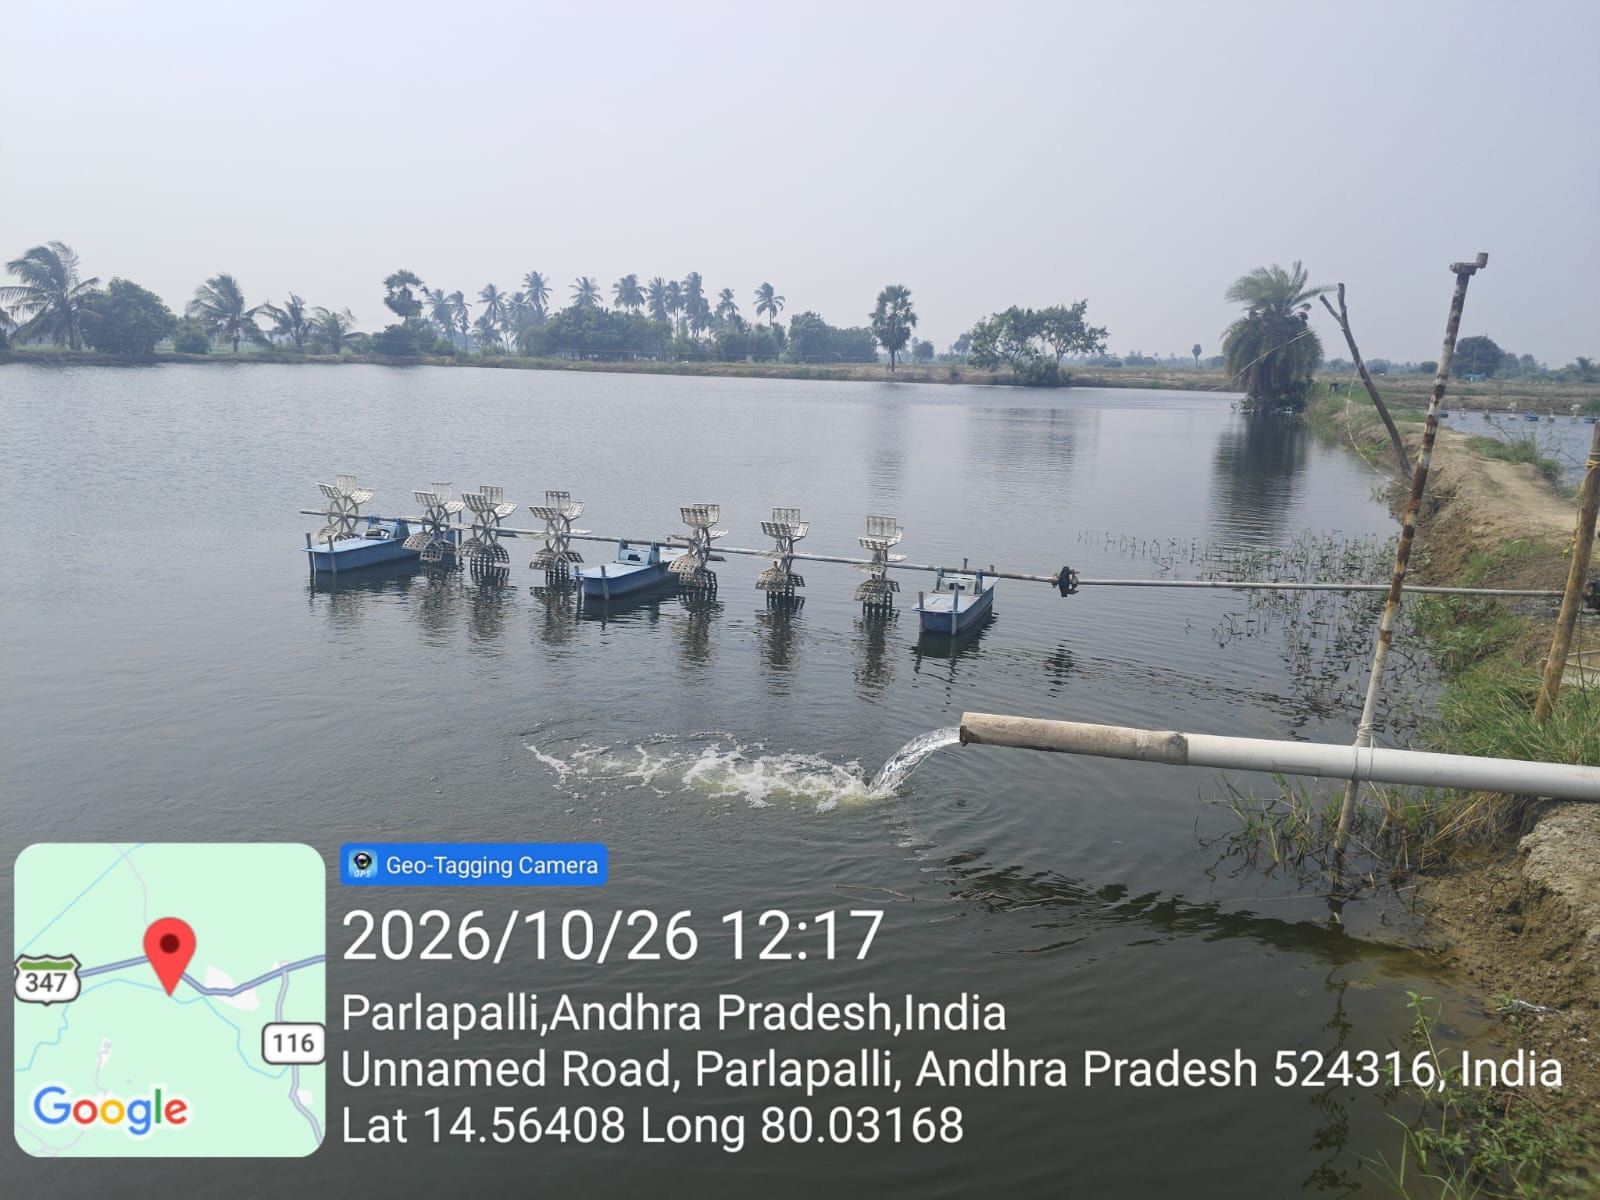 Geo-Tagging Camera
GPS
2026/10/26 12:17
Parlapalli,Andhra Pradesh,India
Unnamed Road, Parlapalli, Andhra Pradesh 524316, India
Lat 14.56408 Long 80.03168
347
116
Google